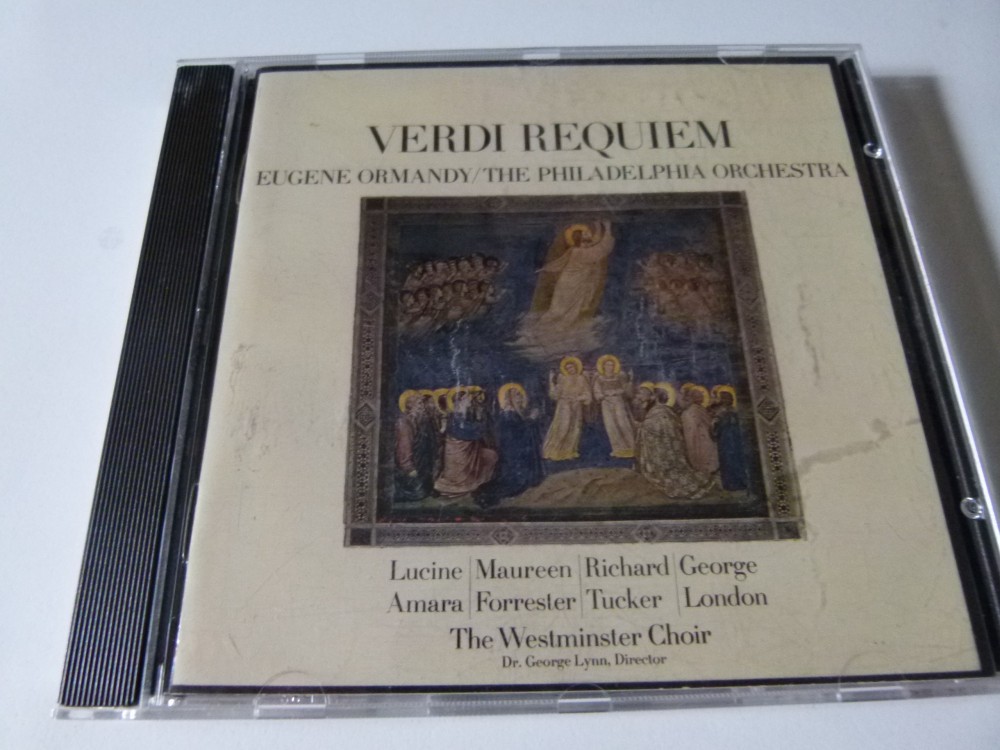 VERDI REQUIEM
EUGENE ORMANDY/THE PHILADELPHIA ORCHESTRA
Lucine Maureen Richard George
Amara Forrester Tucker London
The Westminster Choir
Dr. George Lynn, Director